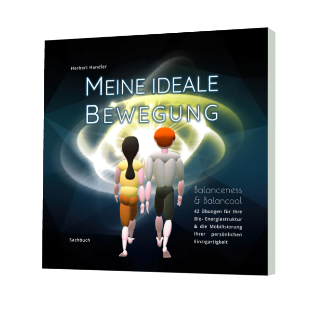 Herbert Handler
MEINE IDEALE
BEWEGUNG
Balanceness
& Balancool
42 Übungen für Ihre
Bio- Energiestruktur
& die Mobilisierung
Ihrer persönlichen
Einzigartigkeit
Sachbuch